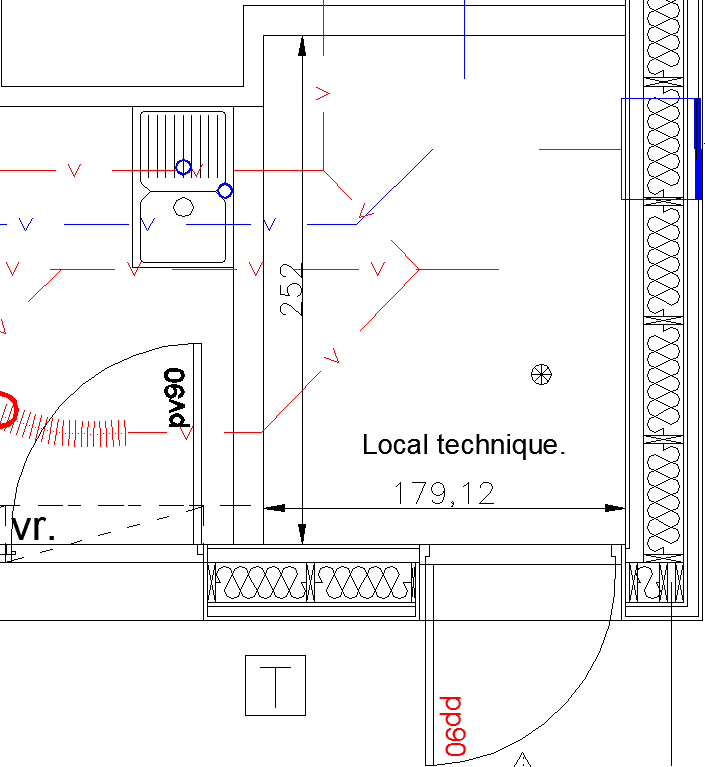 252
pv90
Local technique.
179,12
vr.
T
pp90